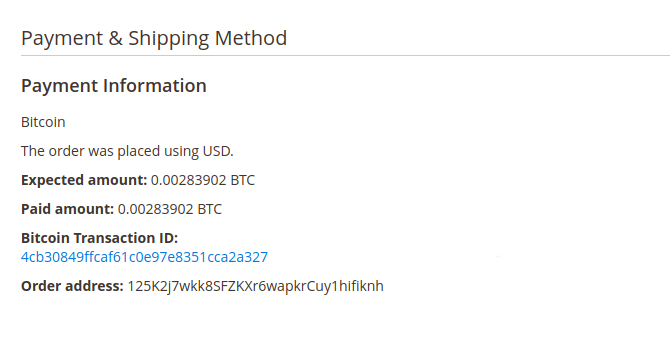 Payment & Shipping Method
Payment Information
Bitcoin
The order was placed using USD.
Expected amount: 0.00283902 BTC
Paid amount: 0.00283902 BTC
Bitcoin Transaction ID:
4cb30849ffcaf61c0e97e8351cca2a327
Order address: 125K2j7wkk8SFZKXr6wapkrCuy1hifiknh